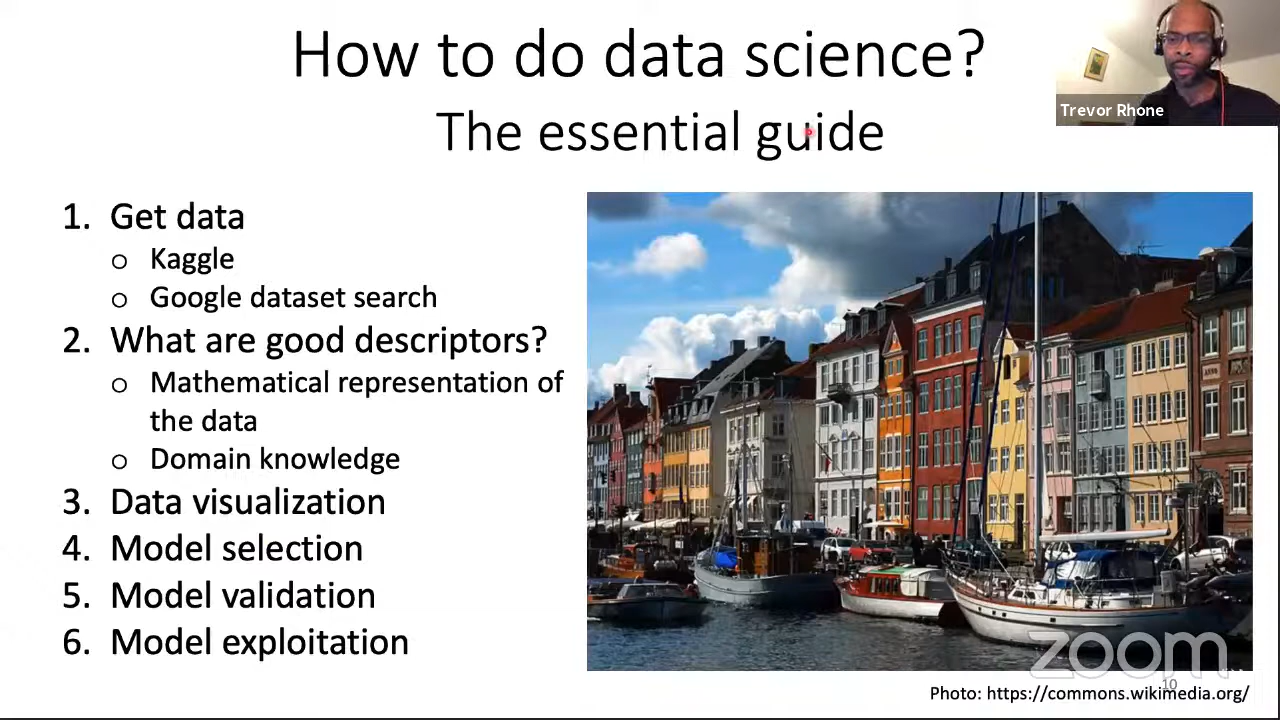 How to do data science?
The essential guide
Trevor Rhone
1. Get data
o Kaggle
o Google dataset search
2. What are good descriptors?
o Mathematical representation of
the data
o Domain knowledge
3. Data visualization
4. Model selection
5. Model validation
6. Model exploitation
zoom
10
Photo: https://commons.wikimedia.org/